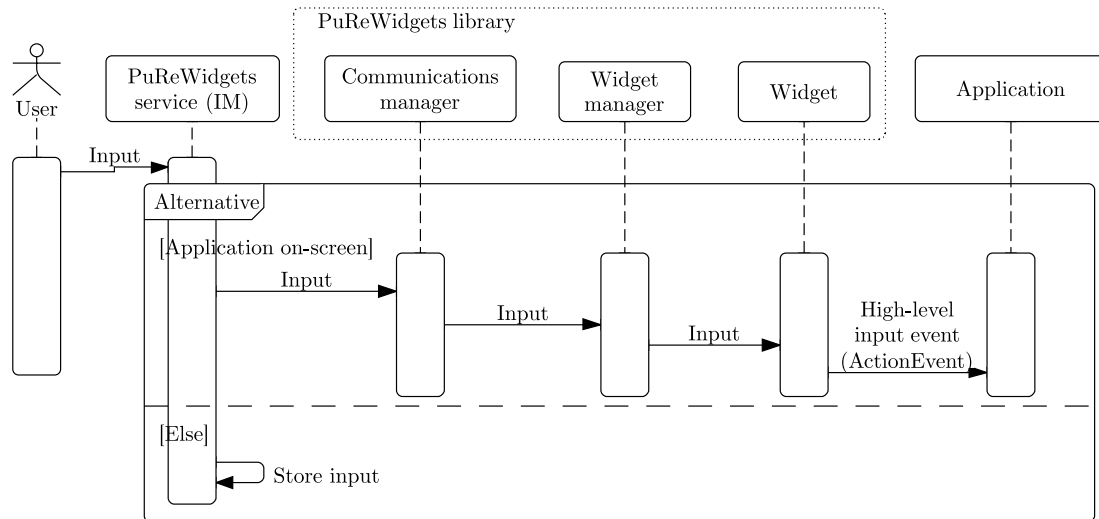 PuReWidgets library
User
PuReWidgets
service (IM)
Communications
manager
Widget
manager
Widget
Application
Input
Alternative
[Application on-screen]
Input
Input
Input
High-level
input event
(ActionEvent)
[Else]
Store input